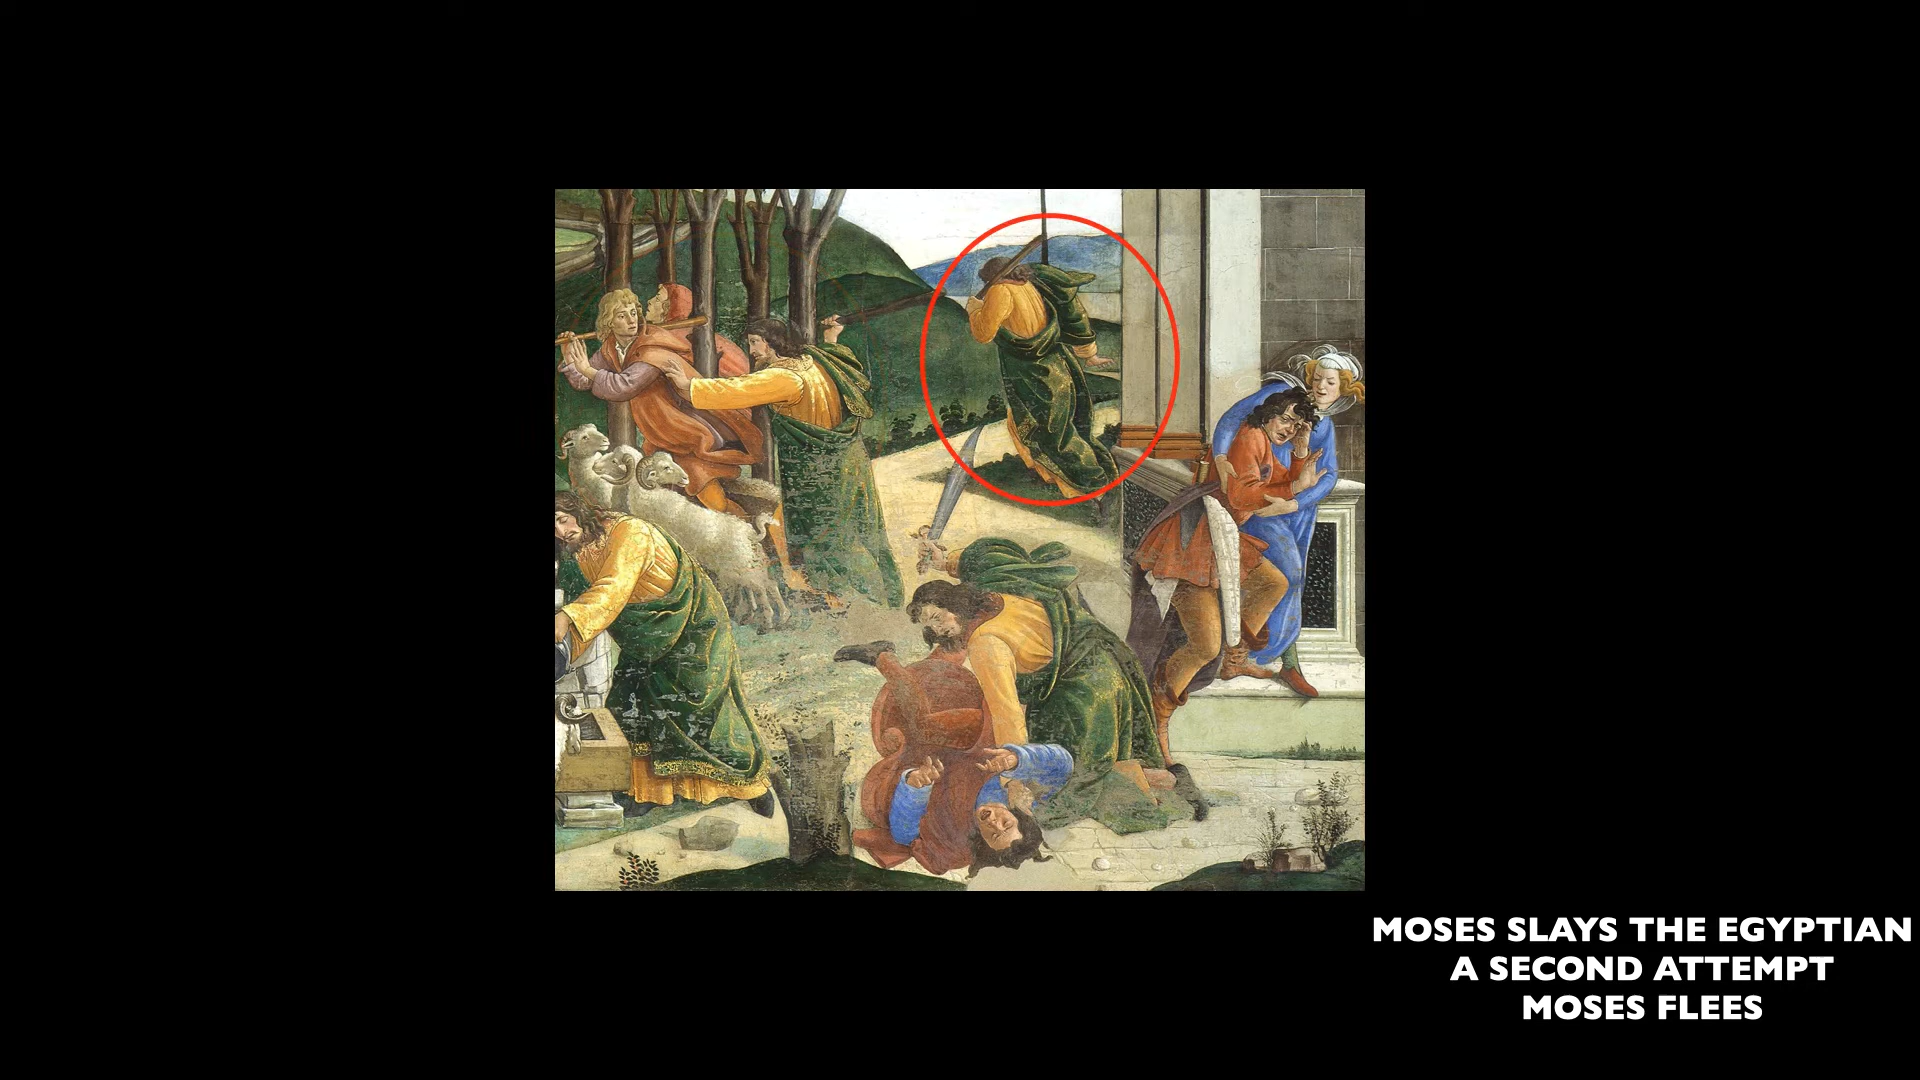 MOSES SLAYS THE EGYPTIAN
A SECOND ATTEMPT
MOSES FLEES